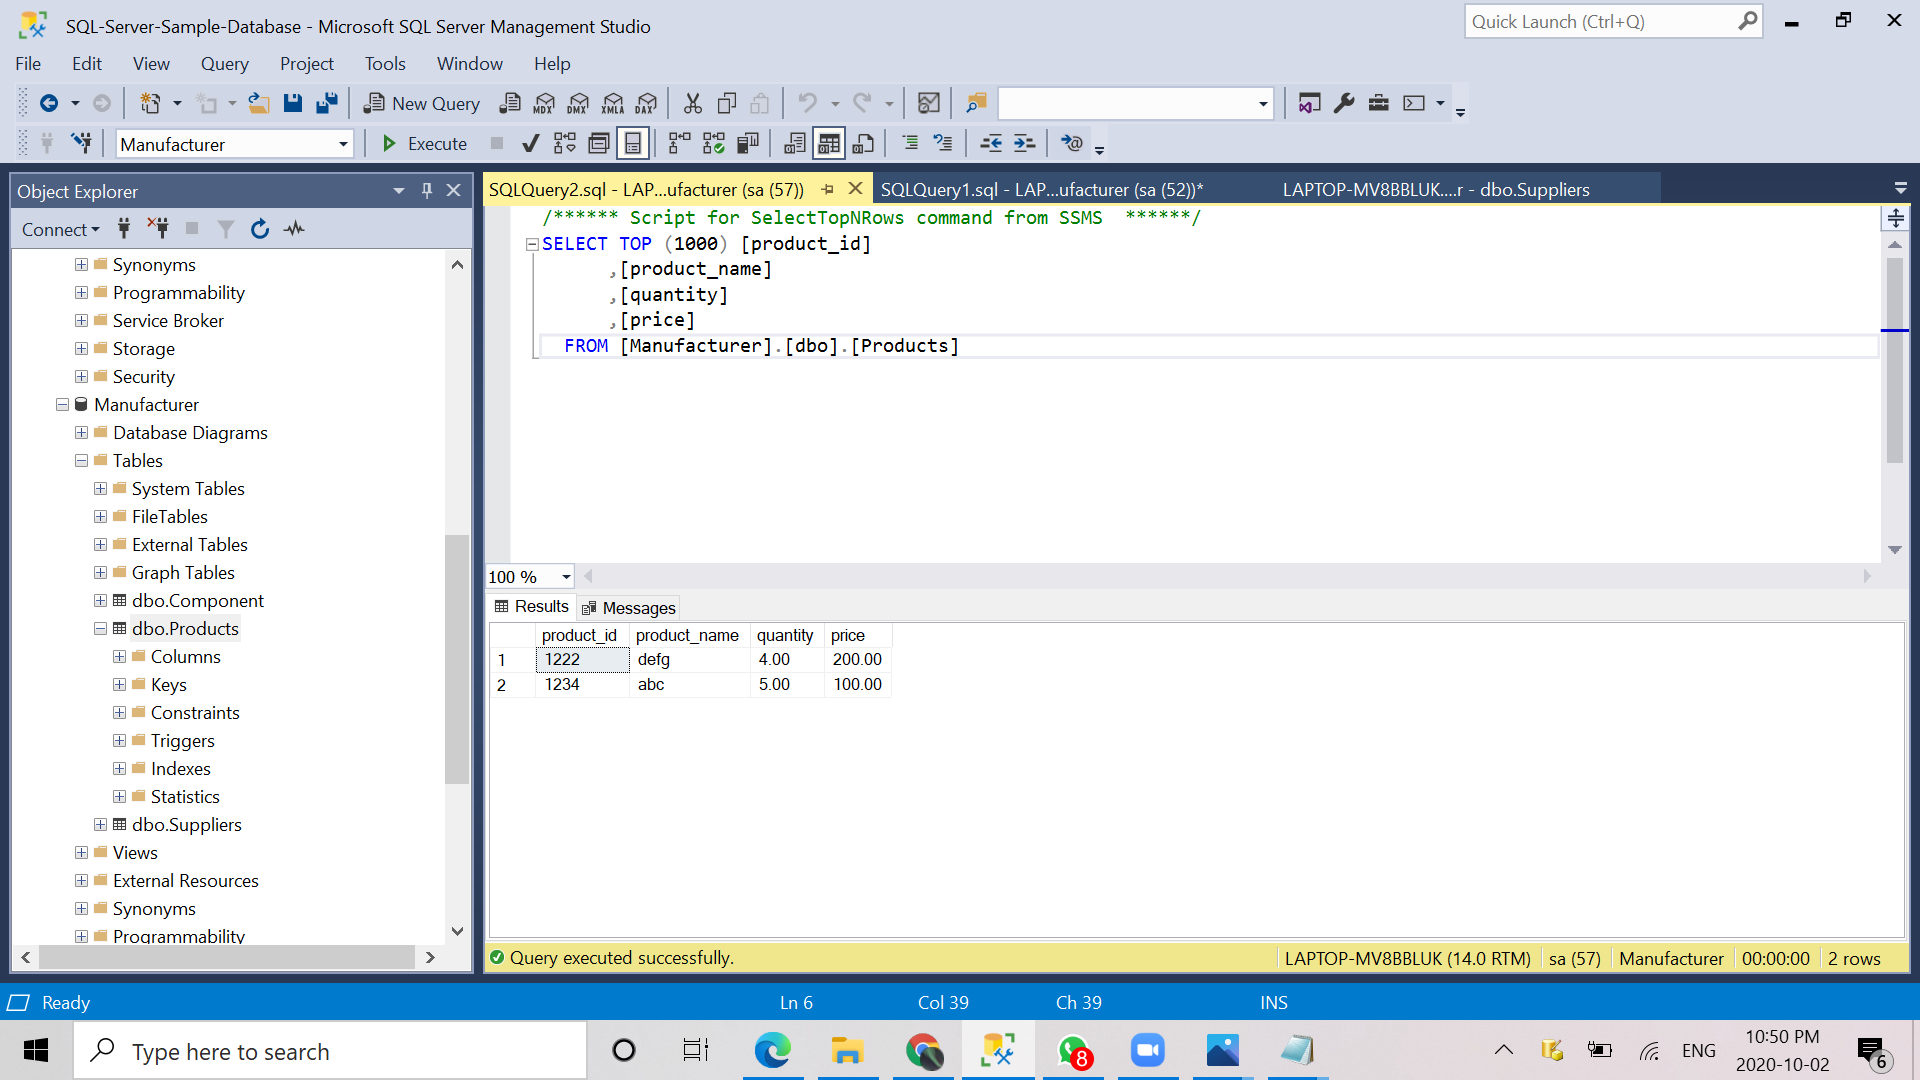 SQL-Server-Sample-Database - Microsoft SQL Server Management Studio
Quick Launch (Ctrl+Q)
File Edit View Query Project Tools Window Help
New Query MDX DMX XMLA DAX
Manufacturer Execute
Object Explorer
Connect
Synonyms
Programmability
Service Broker
Storage
Security
Manufacturer
Database Diagrams
Tables
System Tables
FileTables
External Tables
Graph Tables
dbo.Component
dbo.Products
Columns
Keys
Constraints
Triggers
Indexes
Statistics
dbo.Suppliers
Views
External Resources
Synonyms
Programmability
SQLQuery2.sql - LAP...ufacturer (sa (57)) SQLQuery1.sql - LAP...ufacturer (sa (52))* LAPTOP-MV8BBLUK....r - dbo.Suppliers
/****** Script for SelectTopNRows command from SSMS ******/
SELECT TOP (1000) [product_id]
,[product_name]
,[quantity]
,[price]
FROM [Manufacturer].[dbo].[Products]
100 %
Results Messages
product_id product_name quantity price
1 1222 defg 4.00 200.00
2 1234 abc 5.00 100.00
Query executed successfully. LAPTOP-MV8BBLUK (14.0 RTM) sa (57) Manufacturer 00:00:00 2 rows
Ready Ln 6 Col 39 Ch 39 INS
Type here to search
8
ENG
10:50 PM
2020-10-02
6